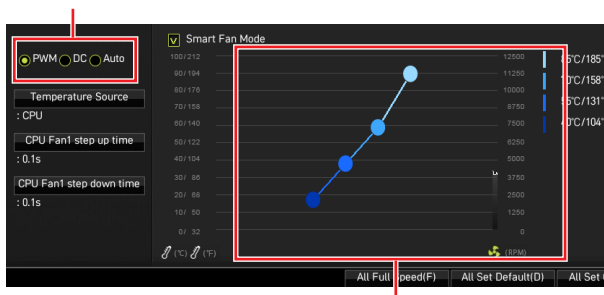 Smart Fan Mode
PWM DC Auto
Temperature Source
: CPU
CPU Fan1 step up time
: 0.1s
CPU Fan1 step down time
: 0.1s
100/212 12500
90/194 11250
80/176 10000
70/158 8750
60/140 7500
50/122 6250
40/104 5000
30/ 86 3750
20/ 68 2500
10/ 50 1250
0/ 32 0
(℃) (℉) (RPM)
℃/185°
℃/158°
℃/131°
℃/104°
All Full Speed(F) All Set Default(D) All Set